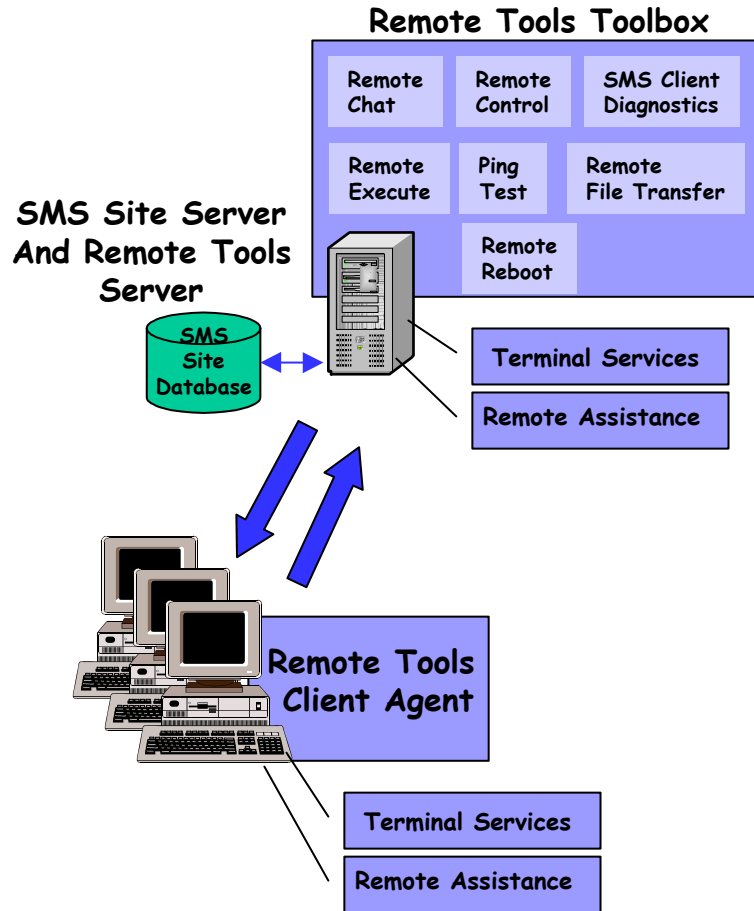 Remote Tools Toolbox
Remote
Chat
Remote
Control
SMS Client
Diagnostics
Remote
Execute
Ping
Test
Remote
File Transfer
Remote
Reboot
SMS Site Server
And Remote Tools
Server
SMS
Site
Database
Terminal Services
Remote Assistance
Remote Tools
Client Agent
Terminal Services
Remote Assistance